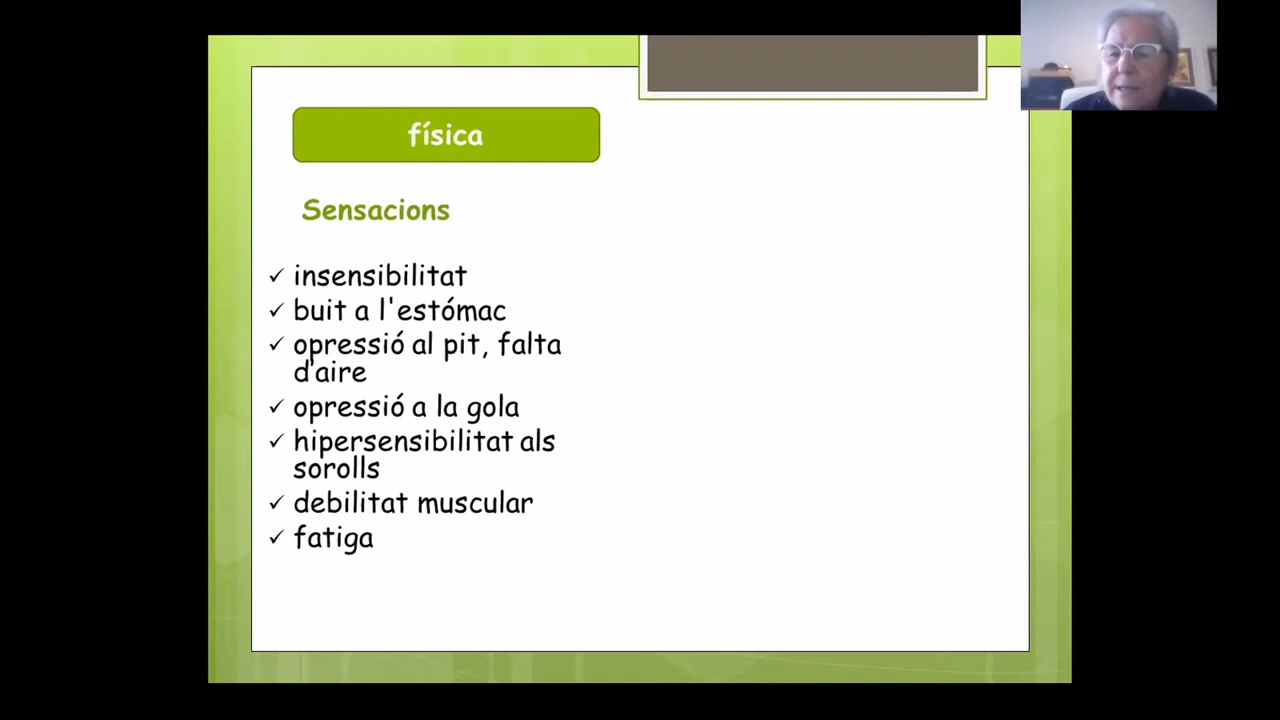 física
Sensacions
✓ insensibilitat
✓ buit a l'estómac
✓ opressió al pit, falta
d'aire
✓ opressió a la gola
✓ hipersensibilitat als
sorolls
✓ debilitat muscular
✓ fatiga